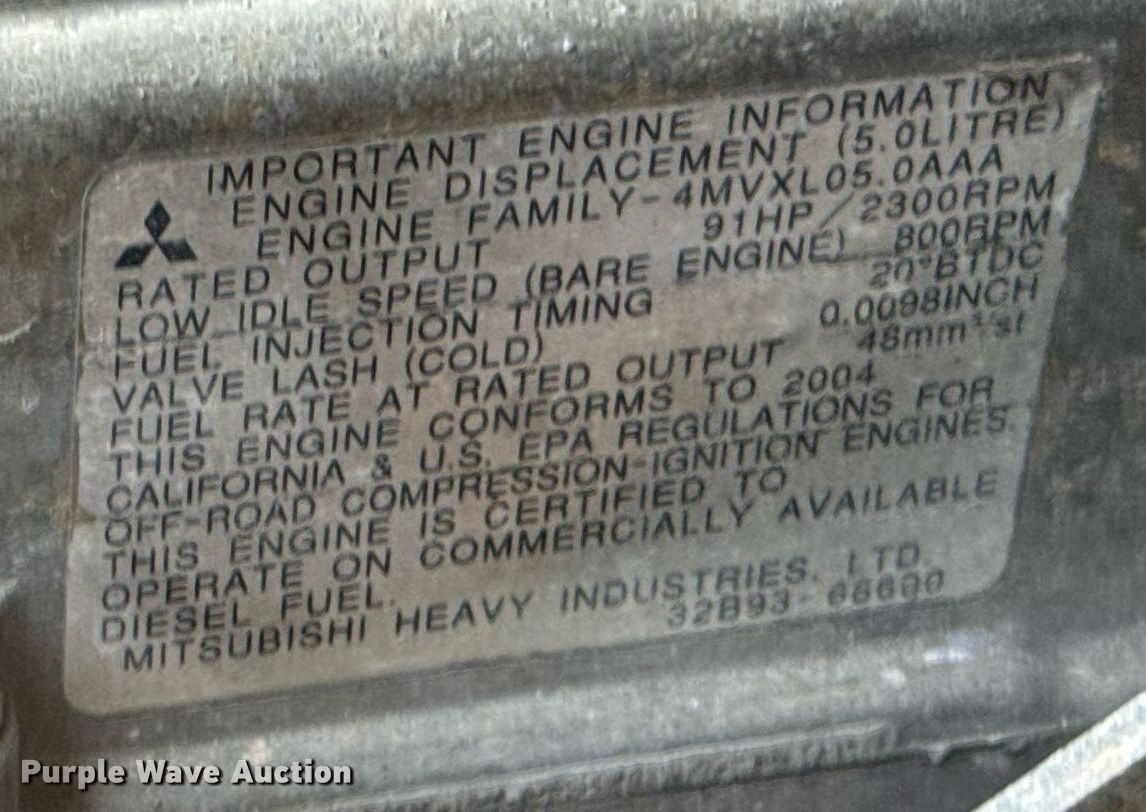 IMPORTANT ENGINE INFORMATION
ENGINE DISPLACEMENT (5.0LITRE)
ENGINE FAMILY-4MVXL05.0AAA
RATED OUTPUT 91HP/2300RPM
LOW IDLE SPEED (BARE ENGINE) 800RPM
FUEL INJECTION TIMING 20°BTDC
VALVE LASH (COLD) 0.0098INCH
FUEL RATE AT RATED OUTPUT 48mm³/st
THIS ENGINE CONFORMS TO 2004
CALIFORNIA & U.S. EPA REGULATIONS FOR
OFF-ROAD COMPRESSION-IGNITION ENGINES
THIS ENGINE IS CERTIFIED TO
OPERATE ON COMMERCIALLY AVAILABLE
DIESEL FUEL.
MITSUBISHI HEAVY INDUSTRIES, LTD.
Purple Wave Auction